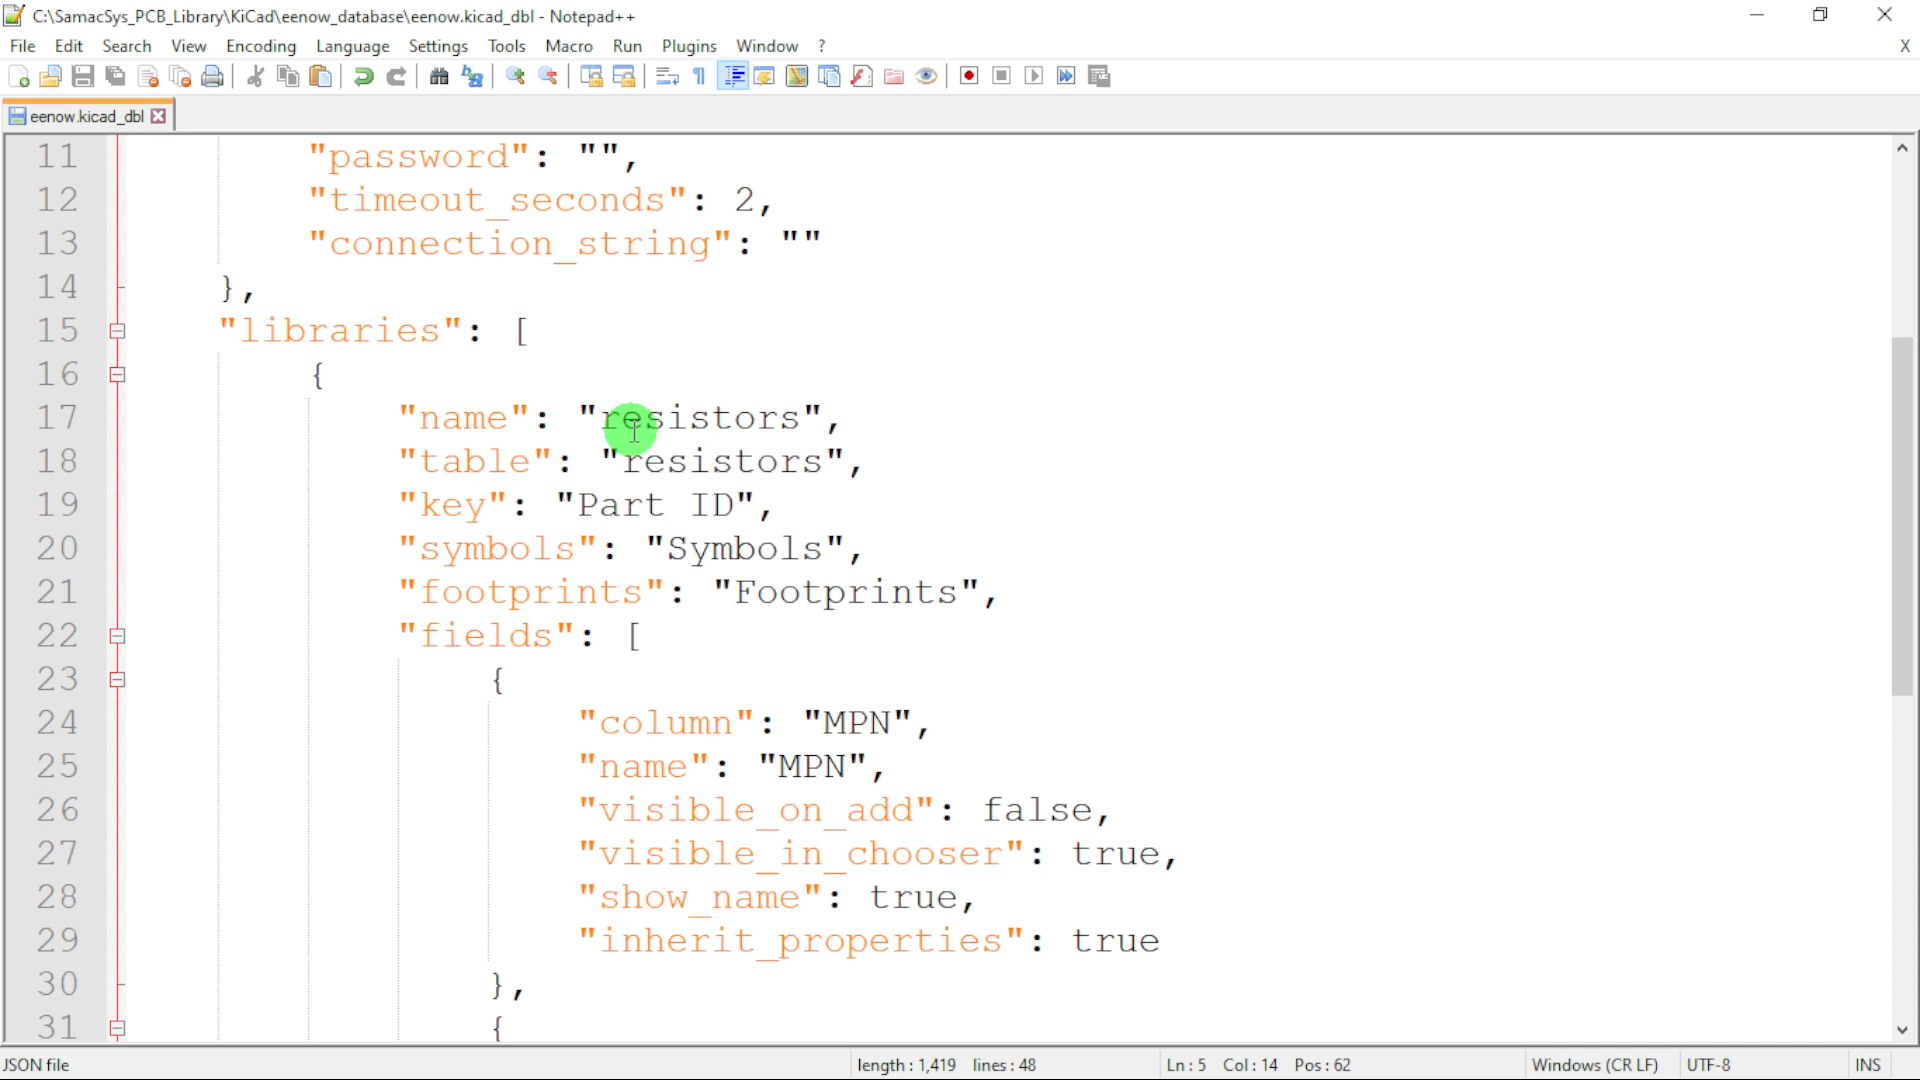 C:\SamacSys_PCB_Library\KiCad\eenow_database\eenow.kicad_dbl - Notepad++
File Edit Search View Encoding Language Settings Tools Macro Run Plugins Window ? X
eenow.kicad_dbl
11 "password": "",
12 "timeout_seconds": 2,
13 "connection_string": ""
14 },
15 "libraries": [
16 {
17 "name": "resistors",
18 "table": "resistors",
19 "key": "Part ID",
20 "symbols": "Symbols",
21 "footprints": "Footprints",
22 "fields": [
23 {
24 "column": "MPN",
25 "name": "MPN",
26 "visible_on_add": false,
27 "visible_in_chooser": true,
28 "show_name": true,
29 "inherit_properties": true
30 },
31 {
JSON file length : 1,419 lines : 48 Ln : 5 Col : 14 Pos : 62 Windows (CR LF) UTF-8 INS